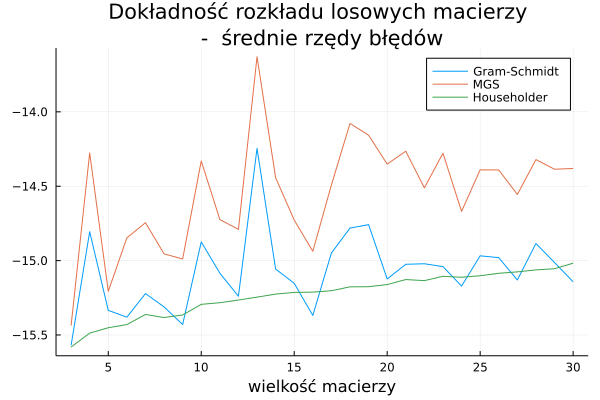 Dokładność rozkładu losowych macierzy
- średnie rzędy błędów
Gram-Schmidt
MGS
Householder
−14.0
−14.5
−15.0
−15.5
5
10
15
20
25
30
wielkość macierzy